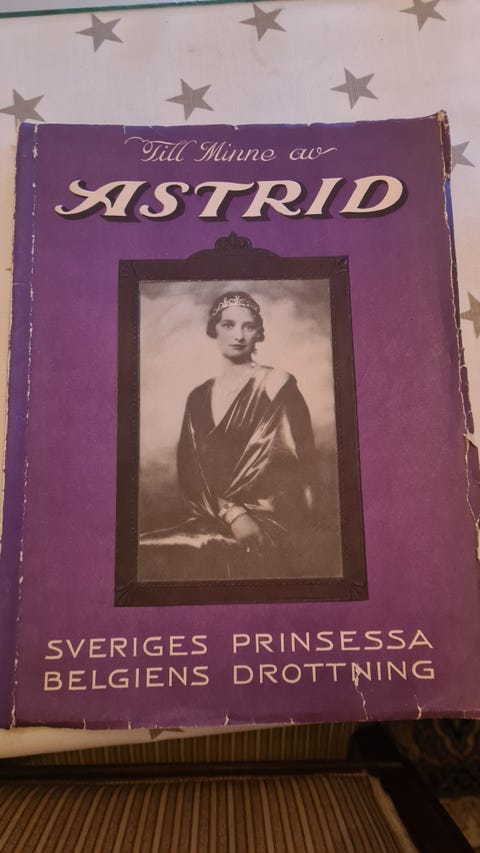 Till Minne av
ASTRID
SVERIGES PRINSESSA
BELGIENS DROTTNING